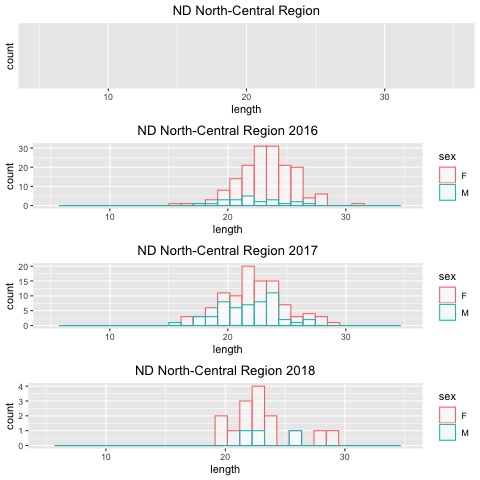 ND North-Central Region
count
10 20 30
length
ND North-Central Region 2016
count
30
20
10
0
10 20 30
length
sex
F
M
ND North-Central Region 2017
count
20
15
10
5
0
10 20 30
length
sex
F
M
ND North-Central Region 2018
count
4
3
2
1
0
10 20 30
length
sex
F
M